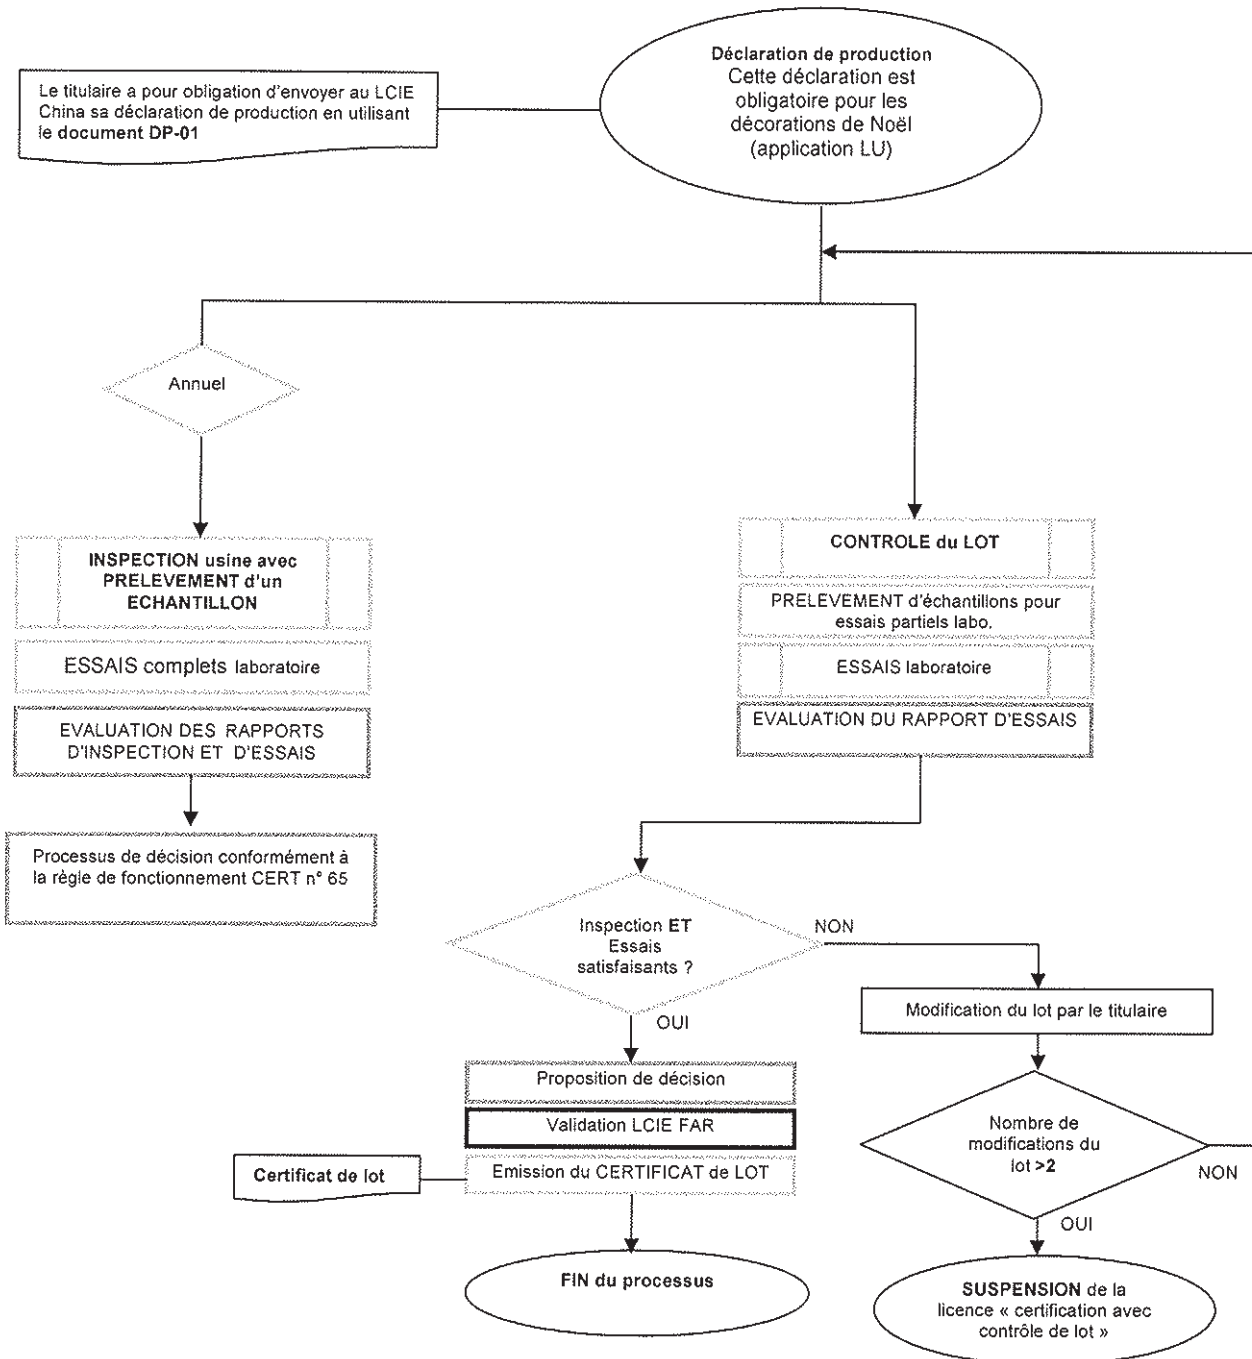 Déclaration de production
Cette déclaration est
obligatoire pour les
décorations de Noël
(application LU)
Le titulaire a pour obligation d'envoyer au LCIE
China sa déclaration de production en utilisant
le document DP-01
Annuel
INSPECTION usine avec
PRELEVEMENT d'un
ECHANTILLON
ESSAIS complets laboratoire
EVALUATION DES RAPPORTS
D'INSPECTION ET D'ESSAIS
Processus de décision conformément à
la règle de fonctionnement CERT n° 65
CONTROLE du LOT
PRELEVEMENT d'échantillons pour
essais partiels labo.
ESSAIS laboratoire
EVALUATION DU RAPPORT D'ESSAIS
Inspection ET
Essais
satisfaisants ?
NON
OUI
Modification du lot par le titulaire
Proposition de décision
Validation LCIE FAR
Emission du CERTIFICAT de LOT
Certificat de lot
FIN du processus
Nombre de
modifications du
lot >2
NON
OUI
SUSPENSION de la
licence « certification avec
contrôle de lot »